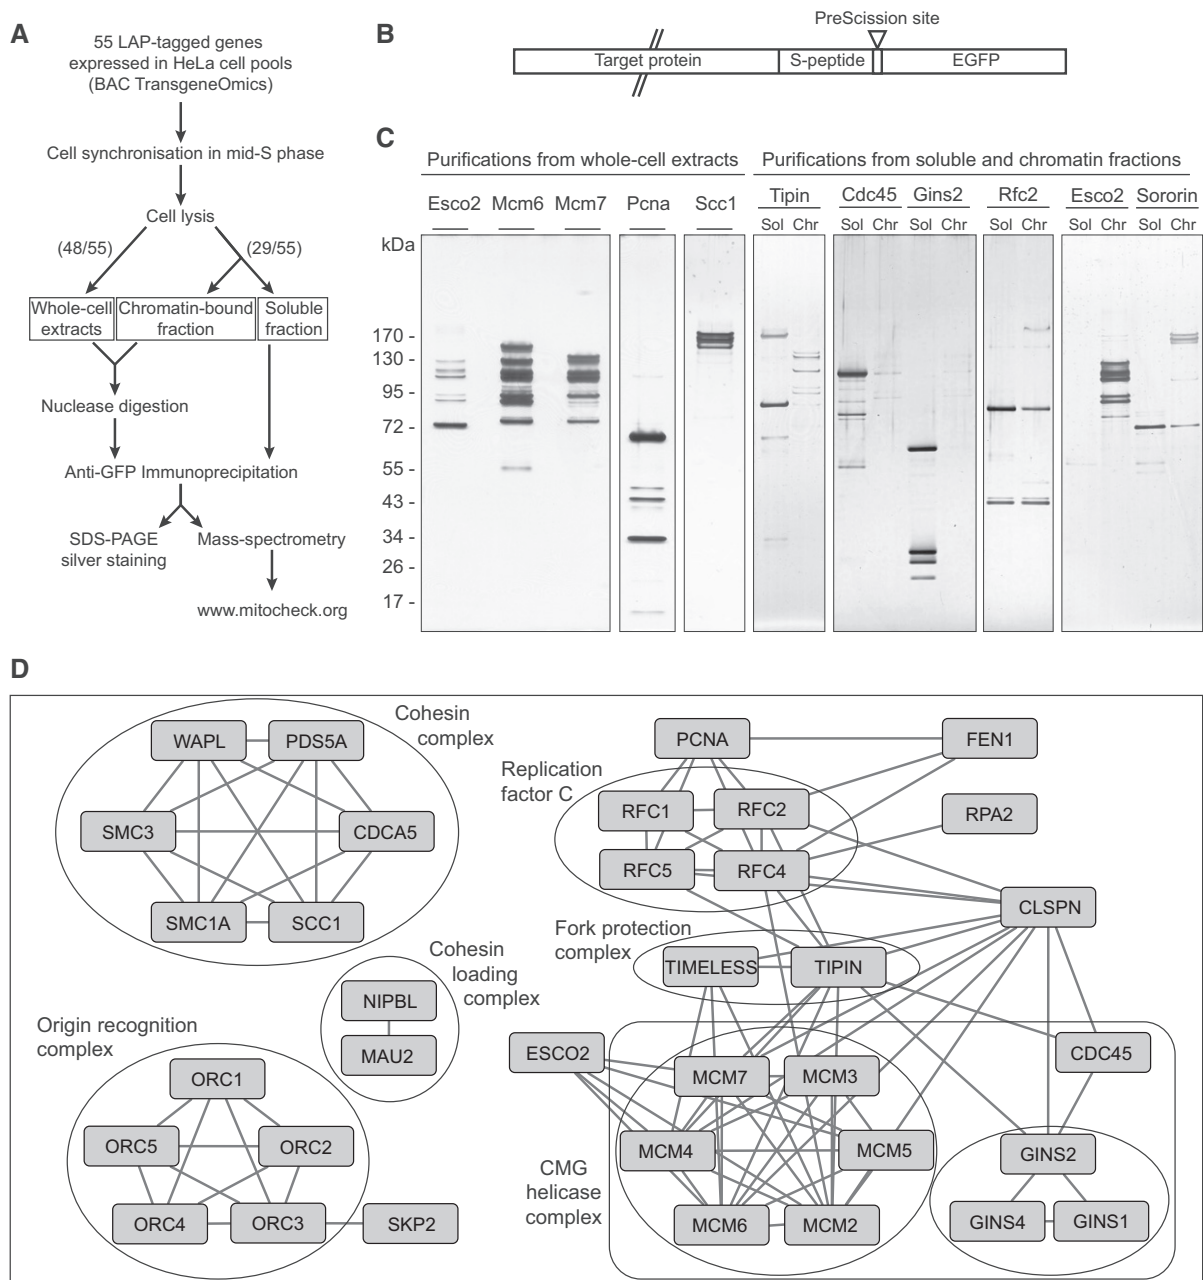 A
55 LAP-tagged genes
expressed in HeLa cell pools
(BAC TransgeneOmics)
Cell synchronisation in mid-S phase
Cell lysis
(48/55)
(29/55)
Whole-cell
extracts
Chromatin-bound
fraction
Soluble
fraction
Nuclease digestion
Anti-GFP Immunoprecipitation
SDS-PAGE
silver staining
Mass-spectrometry
www.mitocheck.org
B
PreScission site
Target protein
S-peptide
EGFP
C
Purifications from whole-cell extracts
Purifications from soluble and chromatin fractions
Esco2 Mcm6 Mcm7 Pcna Scc1
Tipin Cdc45 Gins2 Rfc2 Esco2 Sororin
Sol Chr Sol Chr Sol Chr Sol Chr Sol Chr Sol Chr
kDa
170 -
130 -
95 -
72 -
55 -
43 -
34 -
26 -
17 -
D
Cohesin
complex
WAPL
PDS5A
SMC3
CDCA5
SMC1A
SCC1
Cohesin
loading
complex
NIPBL
MAU2
Origin recognition
complex
ORC1
ORC5
ORC2
ORC4
ORC3
SKP2
PCNA
FEN1
Replication
factor C
RFC1
RFC2
RPA2
RFC5
RFC4
CLSPN
Fork protection
complex
TIMELESS
TIPIN
ESCO2
CDC45
MCM7
MCM3
MCM4
MCM5
MCM6
MCM2
CMG
helicase
complex
GINS2
GINS4
GINS1